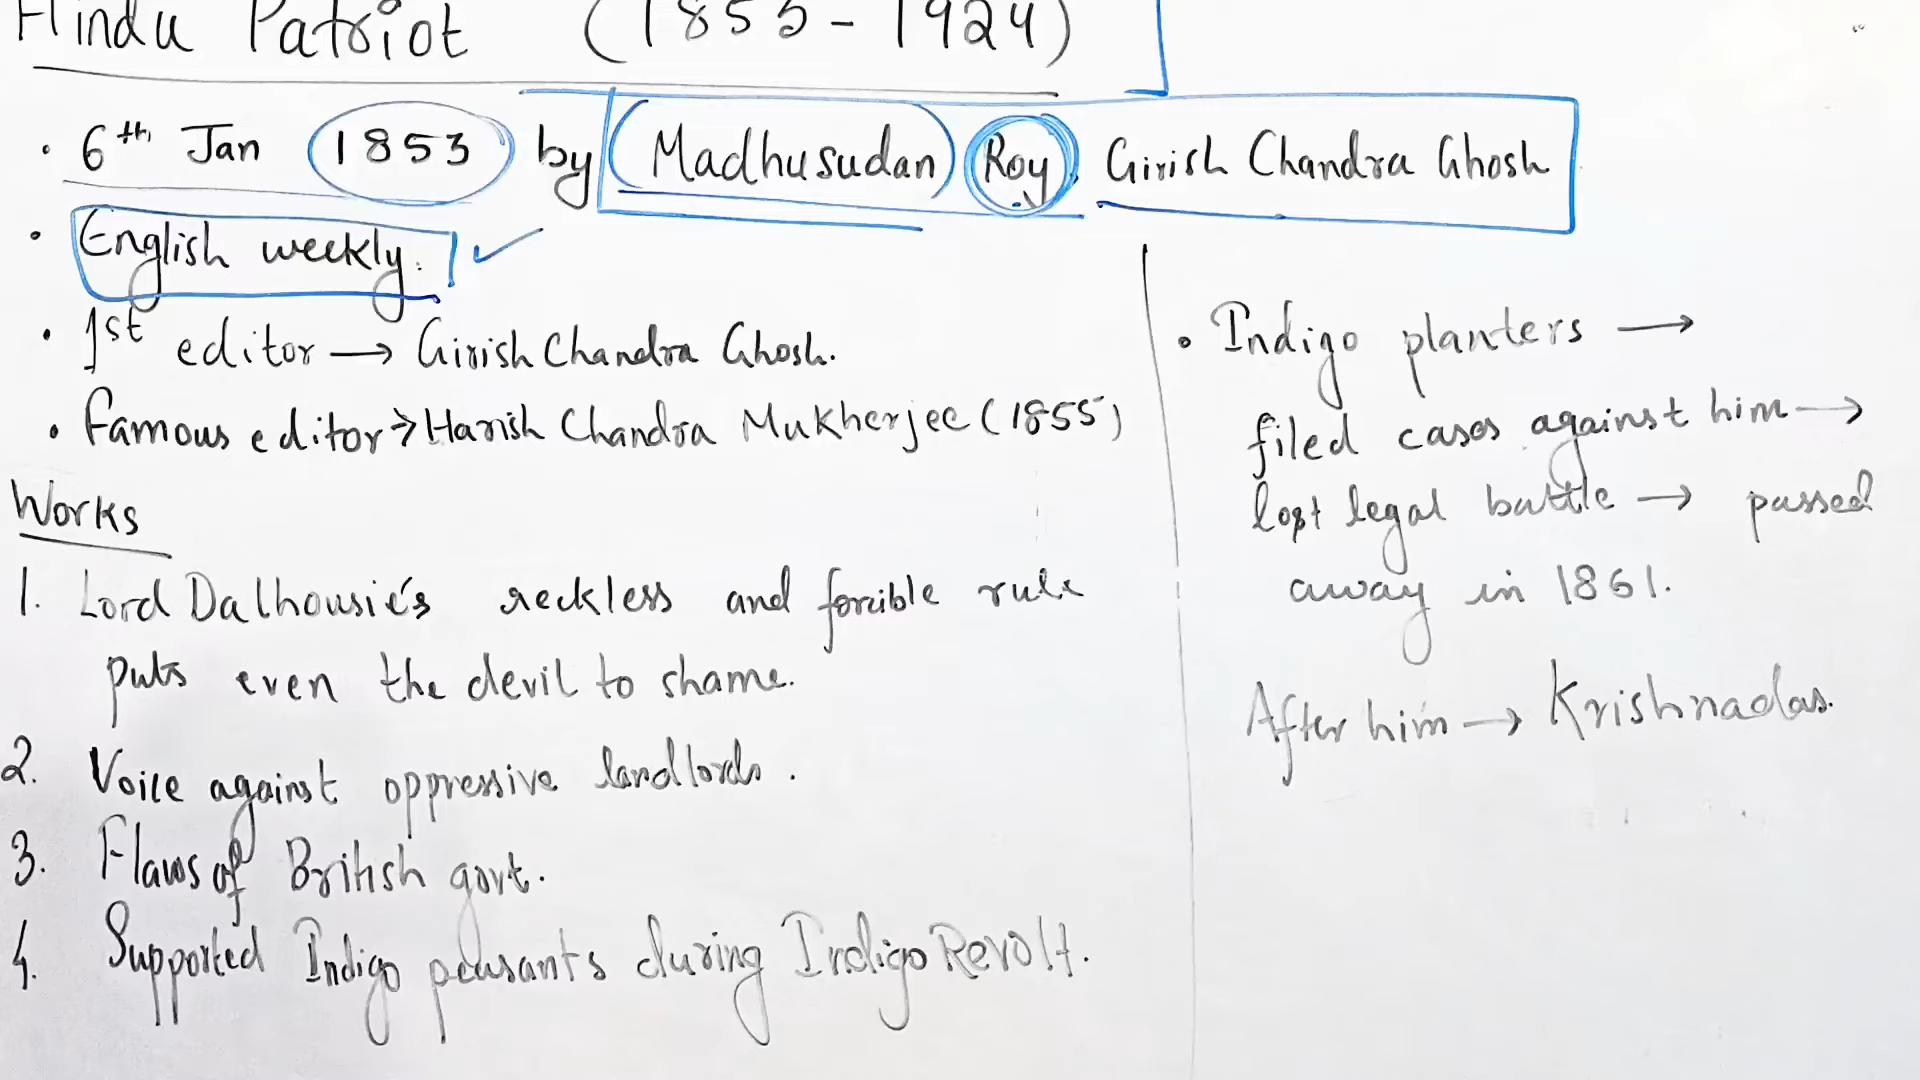 Hindu Patriot (1853-1924)
• 6th Jan 1853 by Madhusudan Roy, Girish Chandra Ghosh
• English weekly.
• 1st editor → Girish Chandra Ghosh.
• Famous editor → Harish Chandra Mukherjee (1855)
Works
1. Lord Dalhousie's reckless and forcible rule
puts even the devil to shame.
2. Voice against oppressive landlords.
3. Flaws of British govt.
4. Supported Indigo peasants during Indigo Revolt.
• Indigo planters →
filed cases against him →
lost legal battle → passed
away in 1861.
After him → Krishnadas.